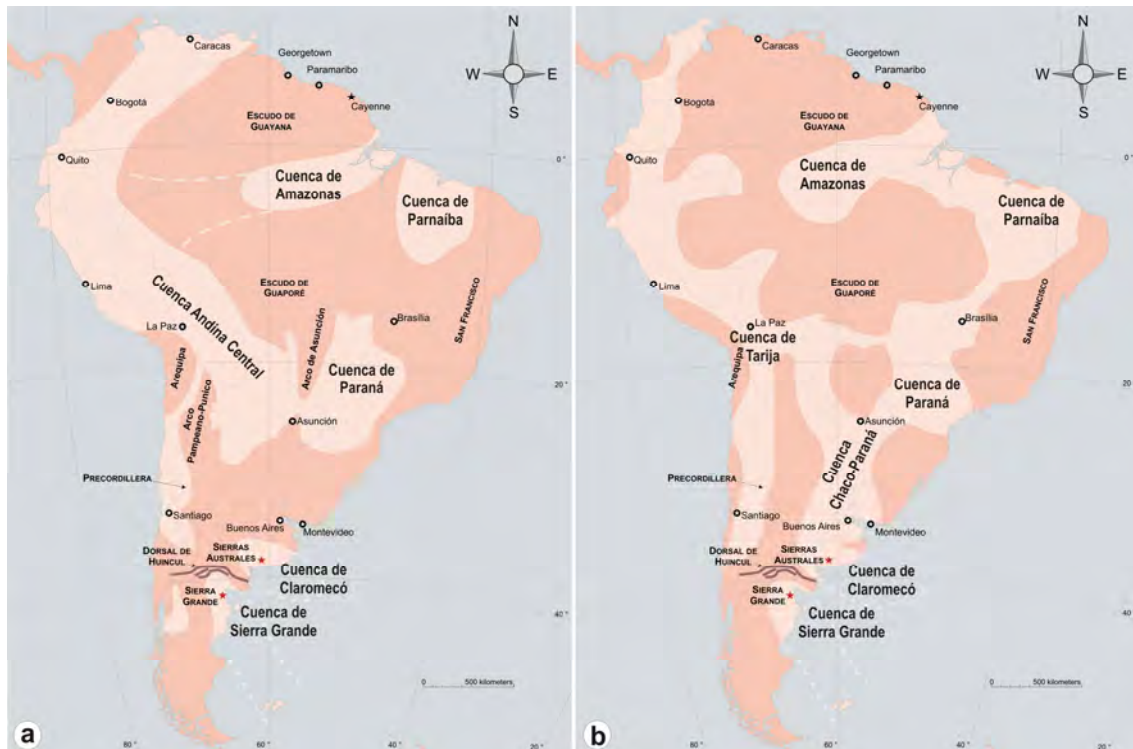 N
W E
S
Caracas
Georgetown
Paramaribo
Cayenne
Bogotá
ESCUDO DE
GUAYANA
Quito
0 °
Cuenca de
Amazonas
Cuenca de
Parnaíba
Lima
Cuenca Andina Central
ESCUDO DE
GUAPORÉ
SAN FRANCISCO
Brasília
La Paz
Arequipa
Arco de Asunción
Cuenca de
Paraná
20 °
Arco
Pampeano-Punico
Asunción
PRECORDILLERA
Santiago
Buenos Aires
Montevideo
DORSAL DE
HUINCUL
SIERRAS
AUSTRALES
Cuenca de
Claromecó
SIERRA
GRANDE
Cuenca de
Sierra Grande
40 °
0 500 kilometers
a
80 ° 60 ° 40 ° 20 °
N
W E
S
Caracas
Georgetown
Paramaribo
Cayenne
Bogotá
ESCUDO DE
GUAYANA
Quito
0 °
Cuenca de
Amazonas
Cuenca de
Parnaíba
Lima
ESCUDO DE
GUAPORÉ
SAN FRANCISCO
Brasília
La Paz
Cuenca de
Tarija
Arequipa
Cuenca de
Paraná
20 °
Asunción
Cuenca
Chaco-Paraná
PRECORDILLERA
Santiago
Buenos Aires
Montevideo
DORSAL DE
HUINCUL
SIERRAS
AUSTRALES
Cuenca de
Claromecó
SIERRA
GRANDE
Cuenca de
Sierra Grande
40 °
0 500 kilometers
b
80 ° 60 ° 40 ° 20 °